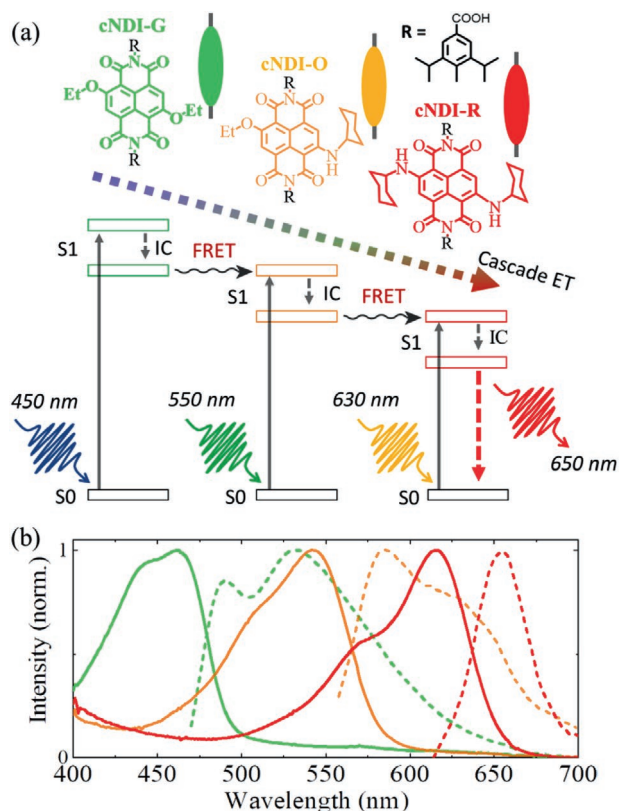 (a)
cNDI-G
R
O N O
EtO
OEt
O N O
R
cNDI-O
R
O N O
EtO
N
H
O N O
R
R =
COOH
cNDI-R
R
H
N
O N O
N
H
O N O
R
S1
IC
FRET
S1
IC
FRET
S1
IC
Cascade ET
450 nm
550 nm
630 nm
650 nm
S0
S0
S0
(b)
Intensity (norm.)
1
0
400 450 500 550 600 650 700
Wavelength (nm)